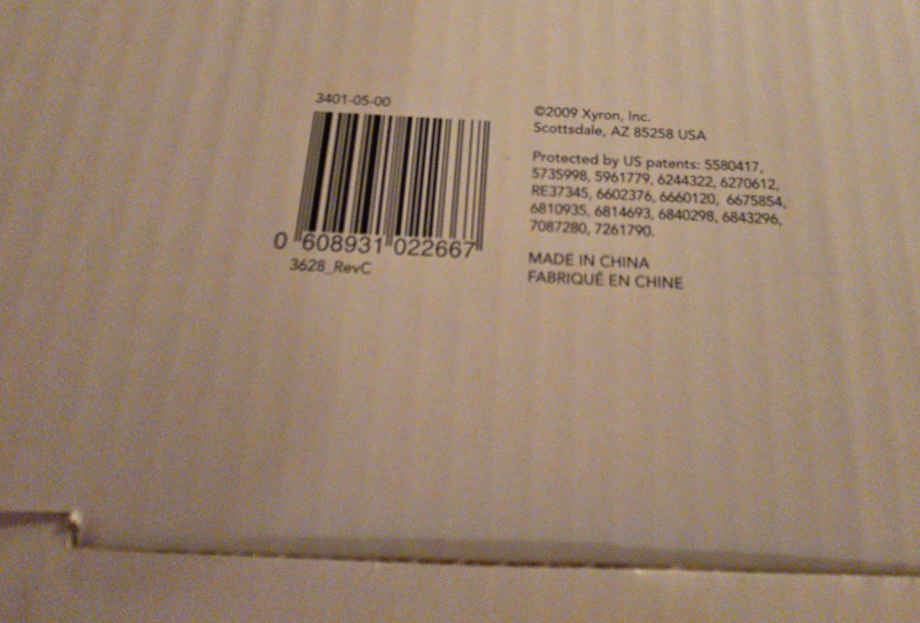 3401-05-00
0 608931 022667
3628_RevC
©2009 Xyron, Inc.
Scottsdale, AZ 85258 USA
Protected by US patents: 5580417,
5735998, 5961779, 6244322, 6270612,
RE37345, 6602376, 6660120, 6675854,
6810935, 6814693, 6840298, 6843296,
7087280, 7261790.
MADE IN CHINA
FABRIQUÉ EN CHINE